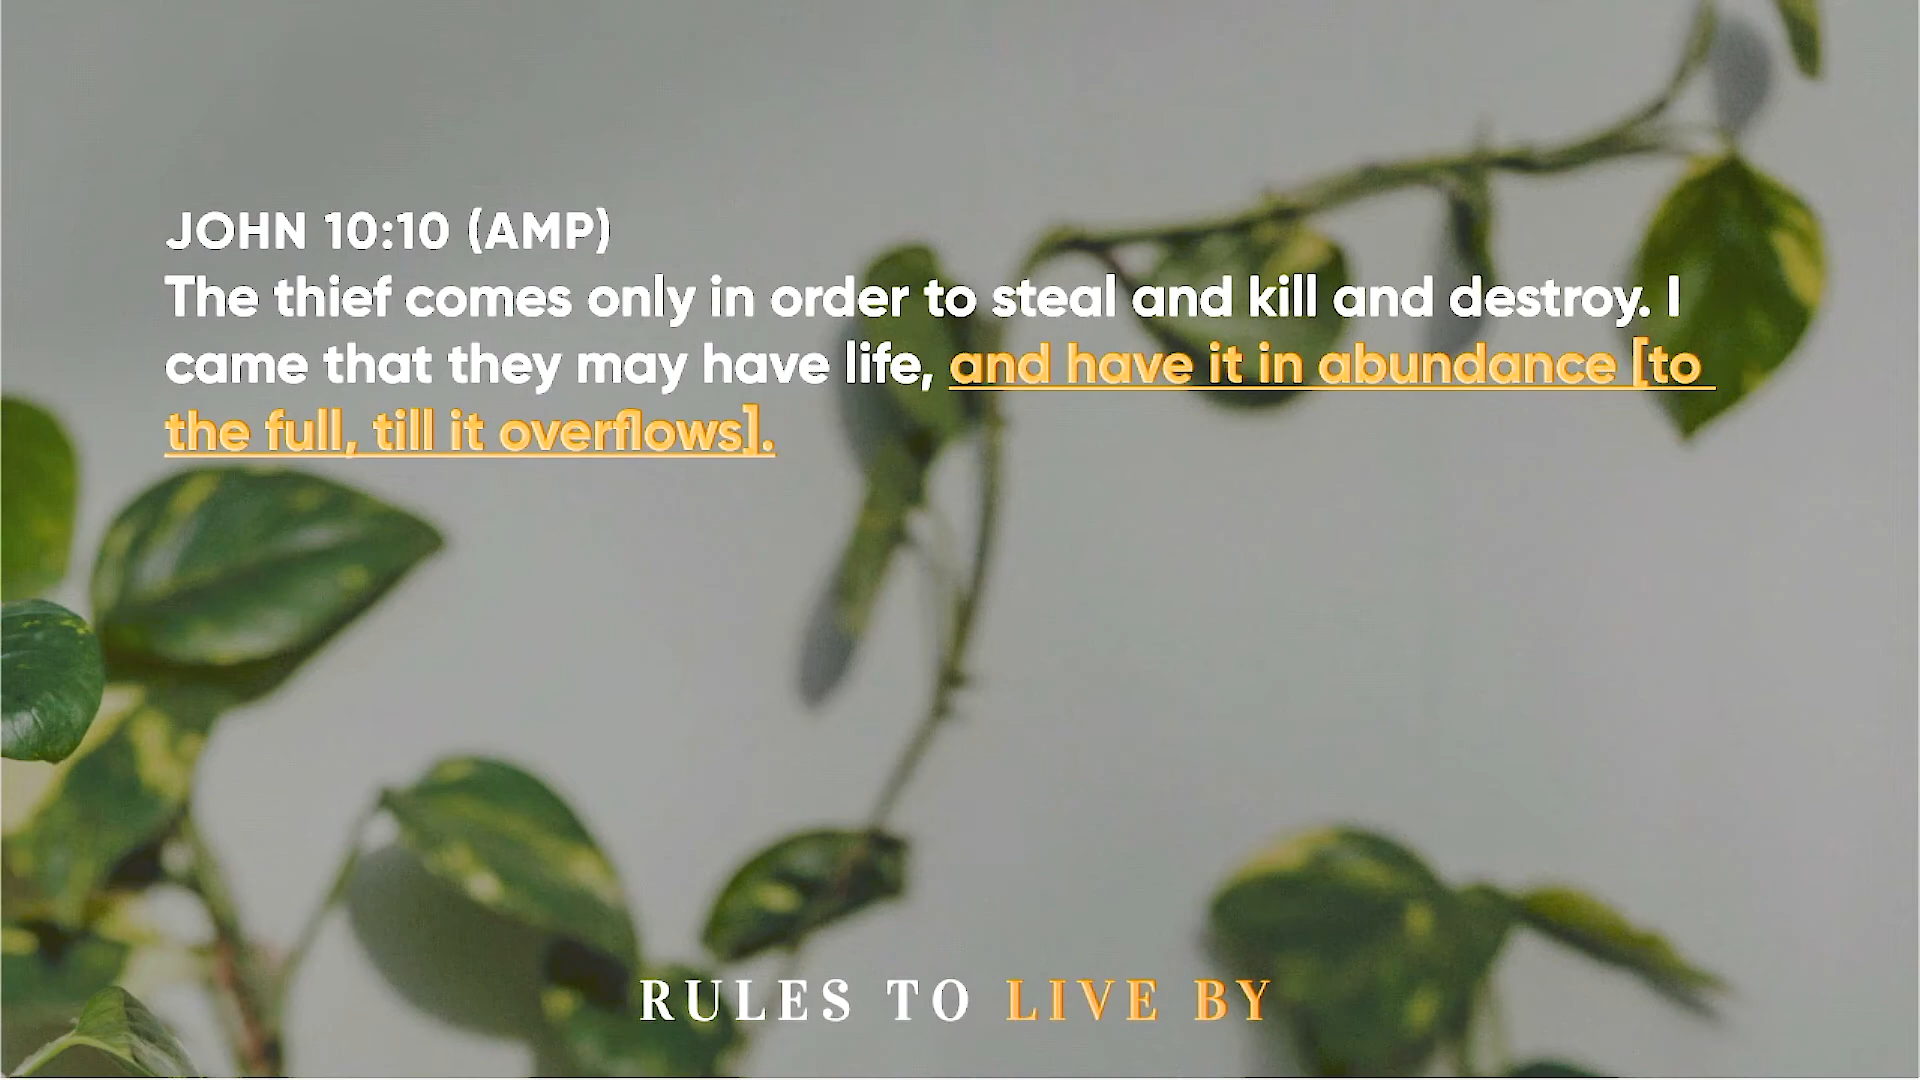 JOHN 10:10 (AMP)
The thief comes only in order to steal and kill and destroy. I
came that they may have life, and have it in abundance [to
the full, till it overflows].
RULES TO LIVE BY